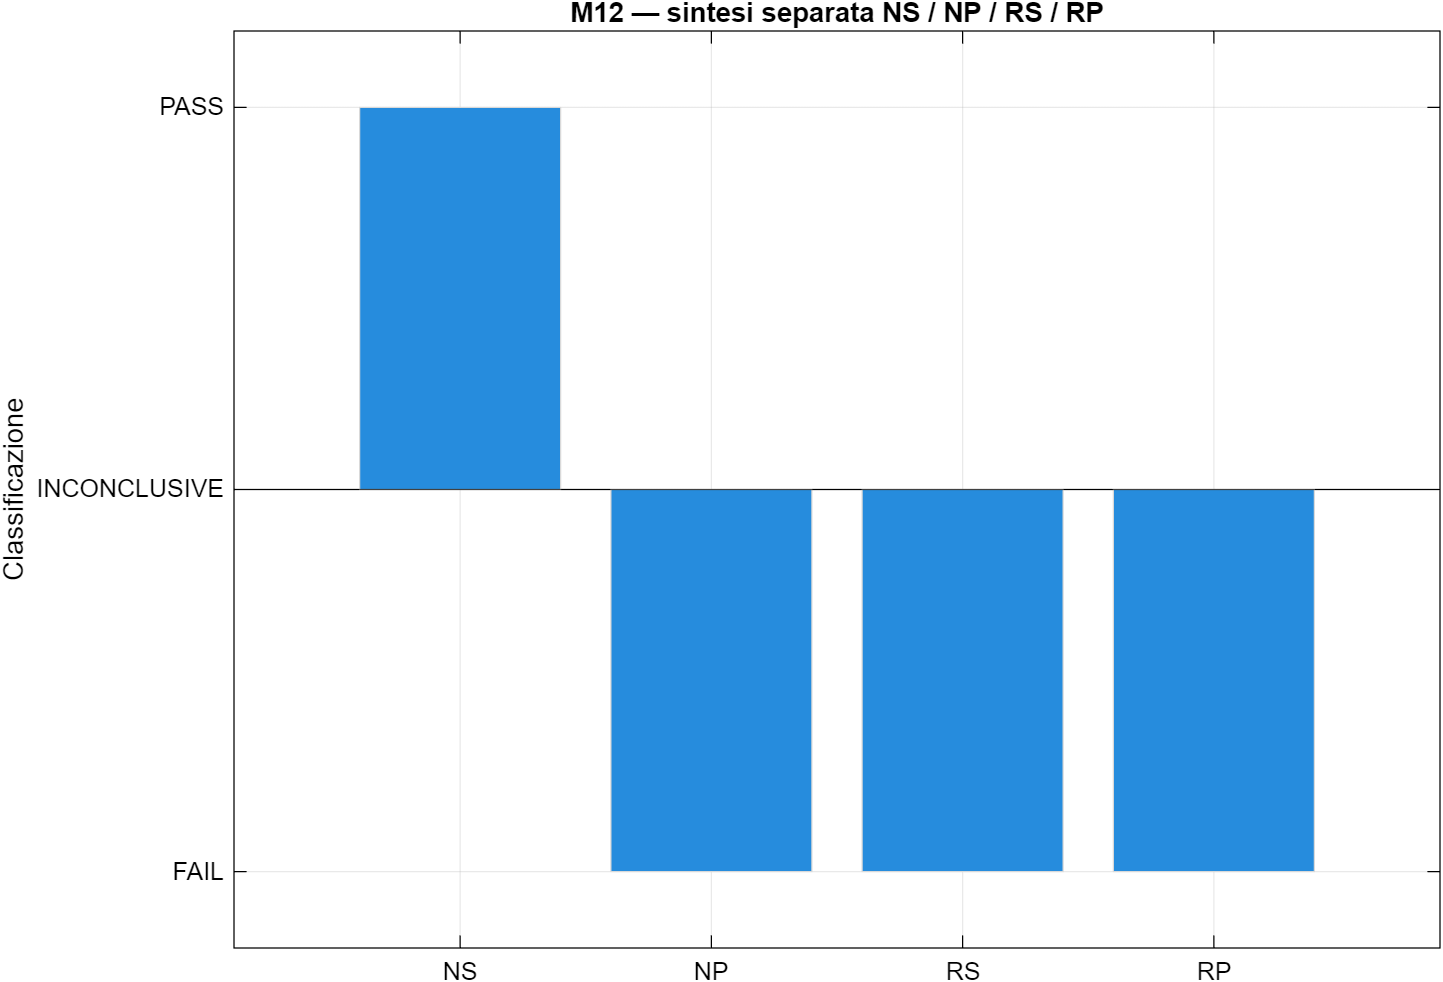 M12 — sintesi separata NS / NP / RS / RP
Classificazione
PASS
INCONCLUSIVE
FAIL
NS NP RS RP